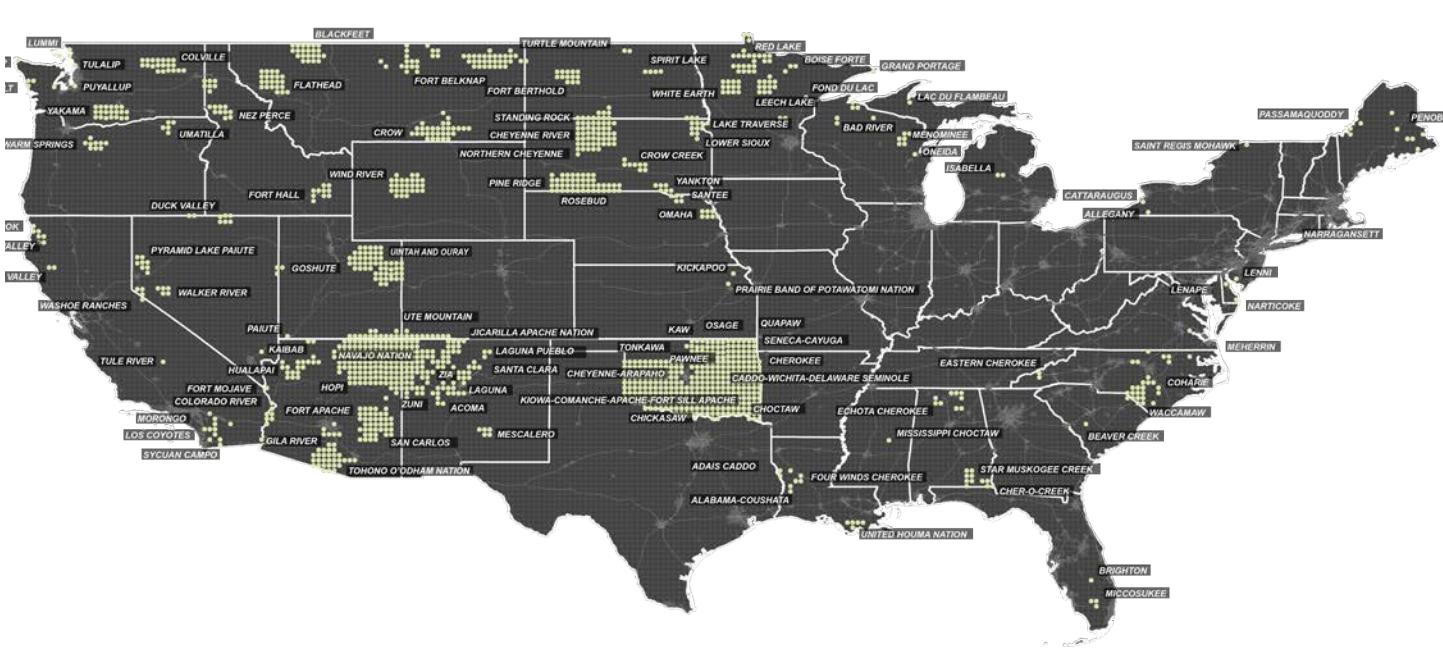 BLACKFEET
LUMMI
TURTLE MOUNTAIN
RED LAKE
COLVILLE
TULALIP
SPIRIT LAKE
BOISE FORTE
GRAND PORTAGE
PUYALLUP
FLATHEAD
FORT BELKNAP
FORT BERTHOLD
WHITE EARTH
FOND DU LAC
LEECH LAKE
LAC DU FLAMBEAU
YAKAMA
NEZ PERCE
STANDING ROCK
LAKE TRAVERSE
BAD RIVER
PASSAMAQUODDY
PENOB
UMATILLA
CROW
CHEYENNE RIVER
MENOMINEE
WARM SPRINGS
LOWER SIOUX
SAINT REGIS MOHAWK
NORTHERN CHEYENNE
CROW CREEK
ONEIDA
ISABELLA
WIND RIVER
PINE RIDGE
YANKTON
FORT HALL
ROSEBUD
SANTEE
CATTARAUGUS
DUCK VALLEY
OMAHA
ALLEGANY
OK
NARRAGANSETT
ALLEY
PYRAMID LAKE PAIUTE
UINTAH AND OURAY
GOSHUTE
KICKAPOO
LENNI
VALLEY
WALKER RIVER
PRAIRIE BAND OF POTAWATOMI NATION
LENAPE
WASHOE RANCHES
NARTICOKE
UTE MOUNTAIN
PAIUTE
JICARILLA APACHE NATION
KAW
OSAGE
QUAPAW
SENECA-CAYUGA
MEHERRIN
KAIBAB
NAVAJO NATION
LAGUNA PUEBLO
TONKAWA
PAWNEE
CHEROKEE
TULE RIVER
HUALAPAI
ZIA
SANTA CLARA
CHEYENNE-ARAPAHO
CADDO-WICHITA-DELAWARE SEMINOLE
EASTERN CHEROKEE
FORT MOJAVE
HOPI
LAGUNA
COHARIE
COLORADO RIVER
ZUNI
ACOMA
KIOWA-COMANCHE-APACHE-FORT SILL APACHE
FORT APACHE
CHICKASAW
CHOCTAW
ECHOTA CHEROKEE
WACCAMAW
MORONGO
LOS COYOTES
GILA RIVER
SAN CARLOS
MESCALERO
MISSISSIPPI CHOCTAW
BEAVER CREEK
SYCUAN CAMPO
TOHONO O'ODHAM NATION
ADAIS CADDO
FOUR WINDS CHEROKEE
STAR MUSKOGEE CREEK
ALABAMA-COUSHATA
CHER-O-CREEK
UNITED HOUMA NATION
BRIGHTON
MICCOSUKEE